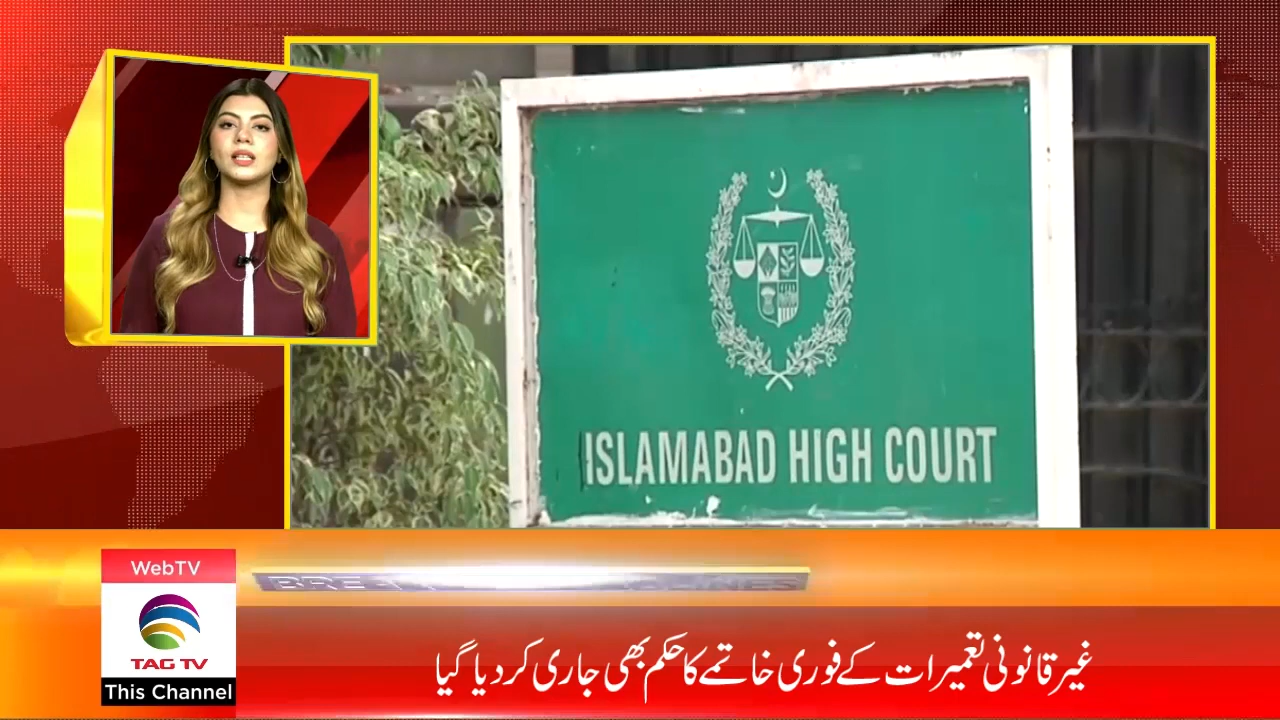 ISLAMABAD HIGH COURT
WebTV
TAG TV
This Channel
غیر قانونی تعمیرات کے فوری خاتمے کا حکم بھی جاری کر دیا گیا